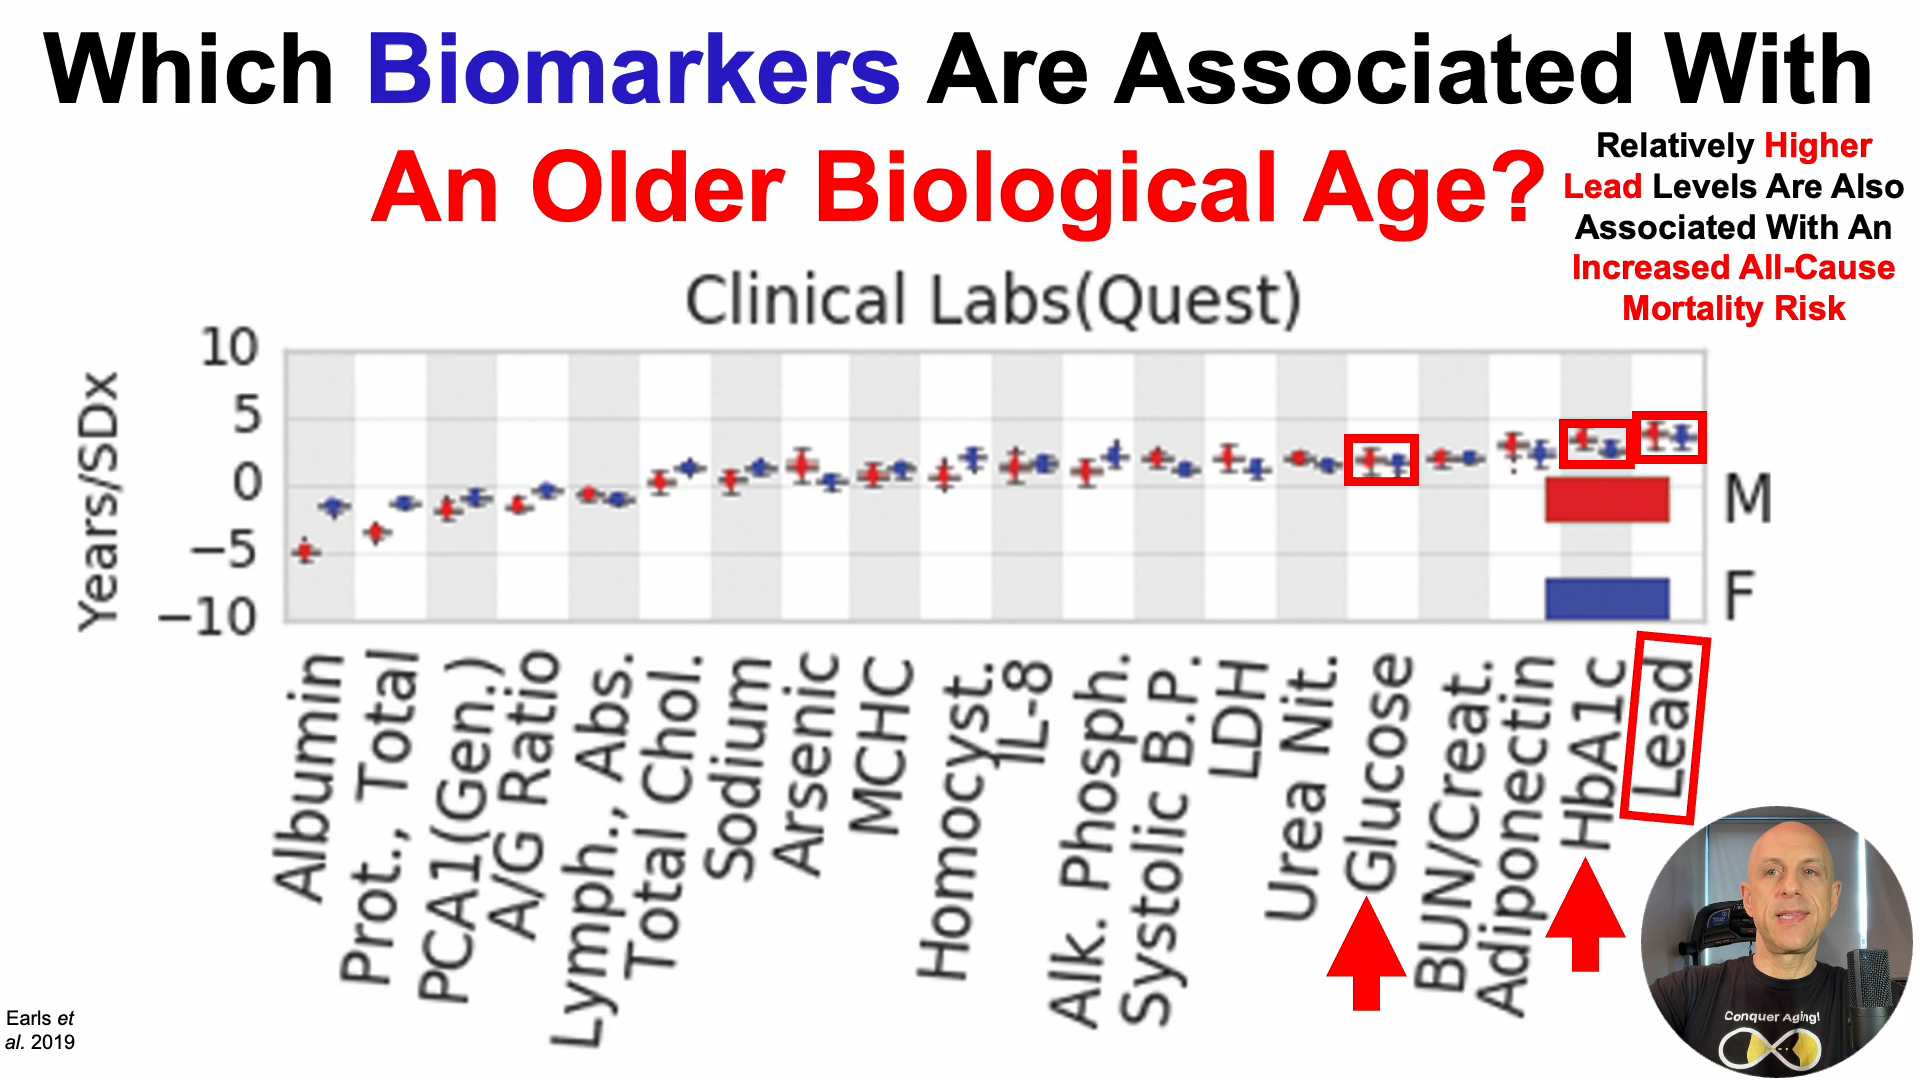 Which Biomarkers Are Associated With
An Older Biological Age?
Relatively Higher
Lead Levels Are Also
Associated With An
Increased All-Cause
Mortality Risk
Clinical Labs(Quest)
Years/SDx
10
5
0
−5
−10
M
F
Albumin
Prot., Total
PCA1(Gen.)
A/G Ratio
Lymph., Abs.
Total Chol.
Sodium
Arsenic
MCHC
Homocyst.
IL-8
Alk. Phosph.
Systolic B.P.
LDH
Urea Nit.
Glucose
BUN/Creat.
Adiponectin
HbA1c
Lead
Earls et
al. 2019
Conquer Aging!